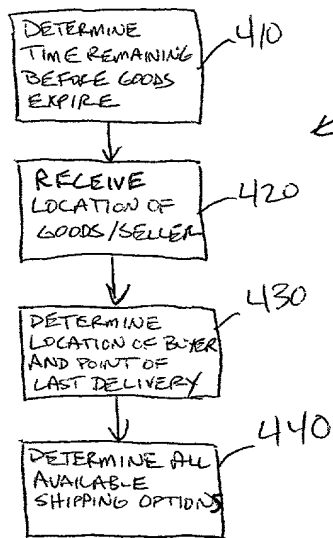 DETERMINE
TIME REMAINING
BEFORE GOODS
EXPIRE
410
RECEIVE
LOCATION OF
GOODS/SELLER
420
DETERMINE
LOCATION OF BUYER
AND POINT OF
LAST DELIVERY
430
DETERMINE ALL
AVAILABLE
SHIPPING OPTIONS
440